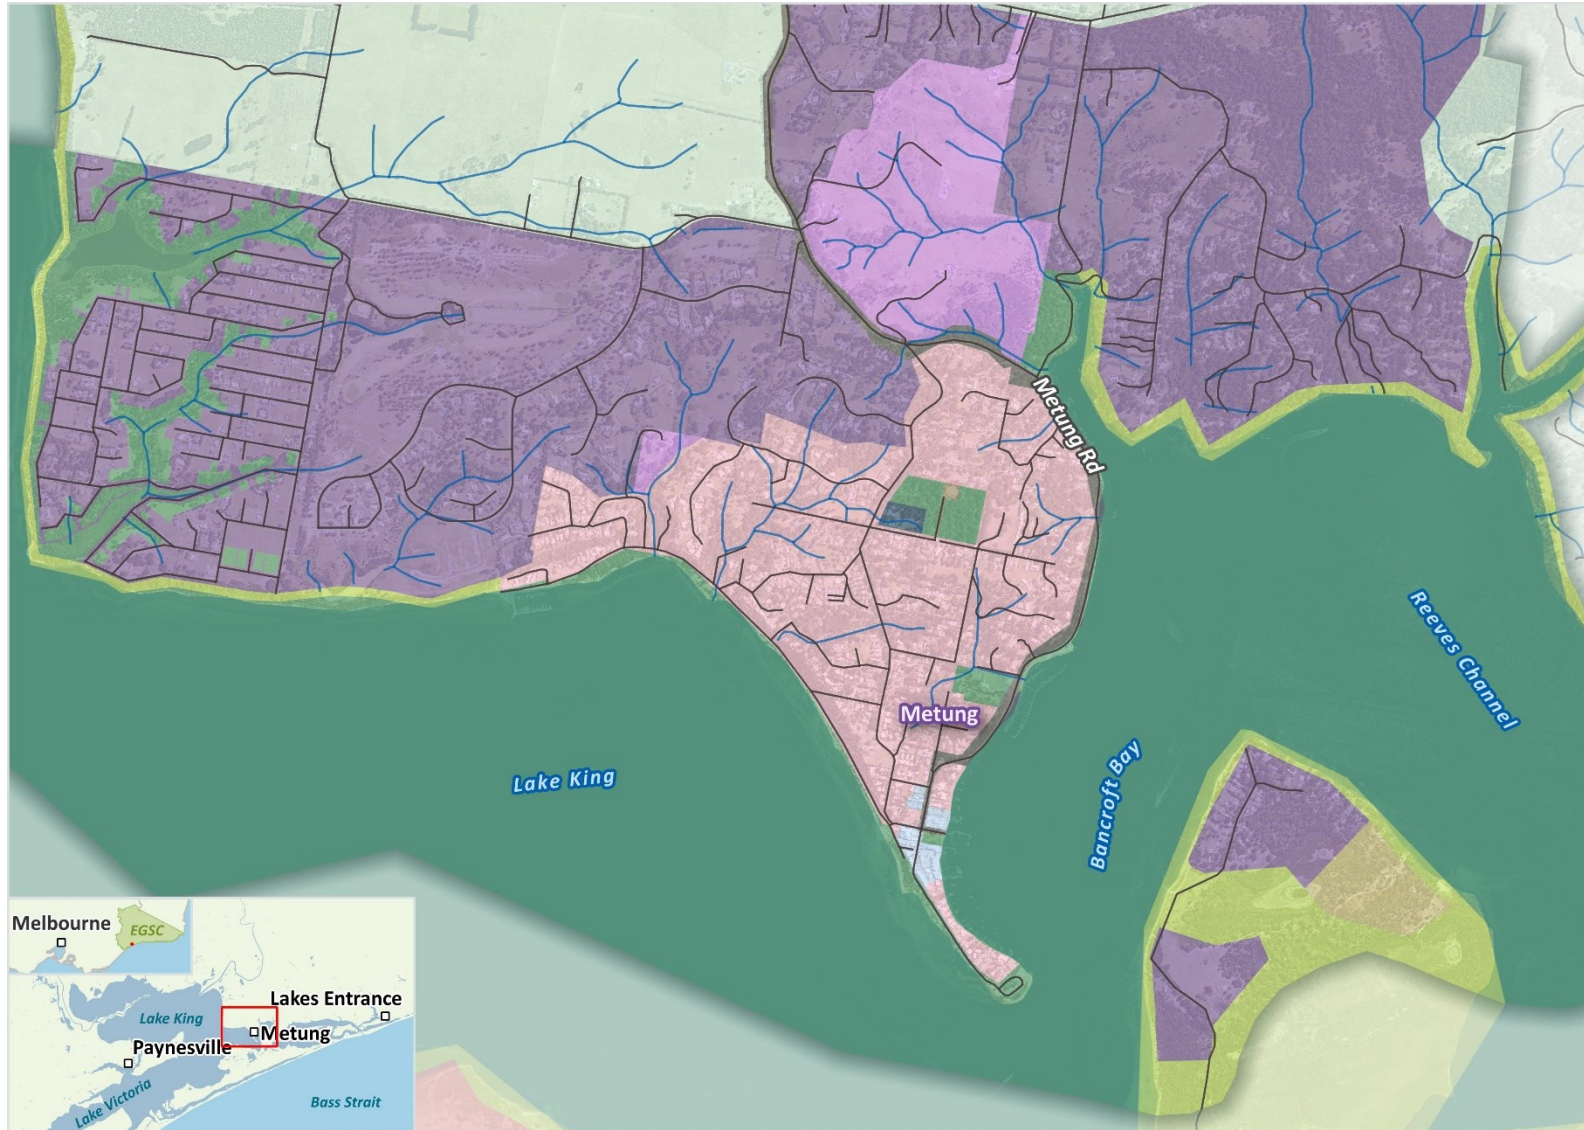 Metung Rd
Reeves Channel
Metung
Bancroft Bay
Lake King
Melbourne
EGSC
Lakes Entrance
Lake King
Metung
Paynesville
Lake Victoria
Bass Strait